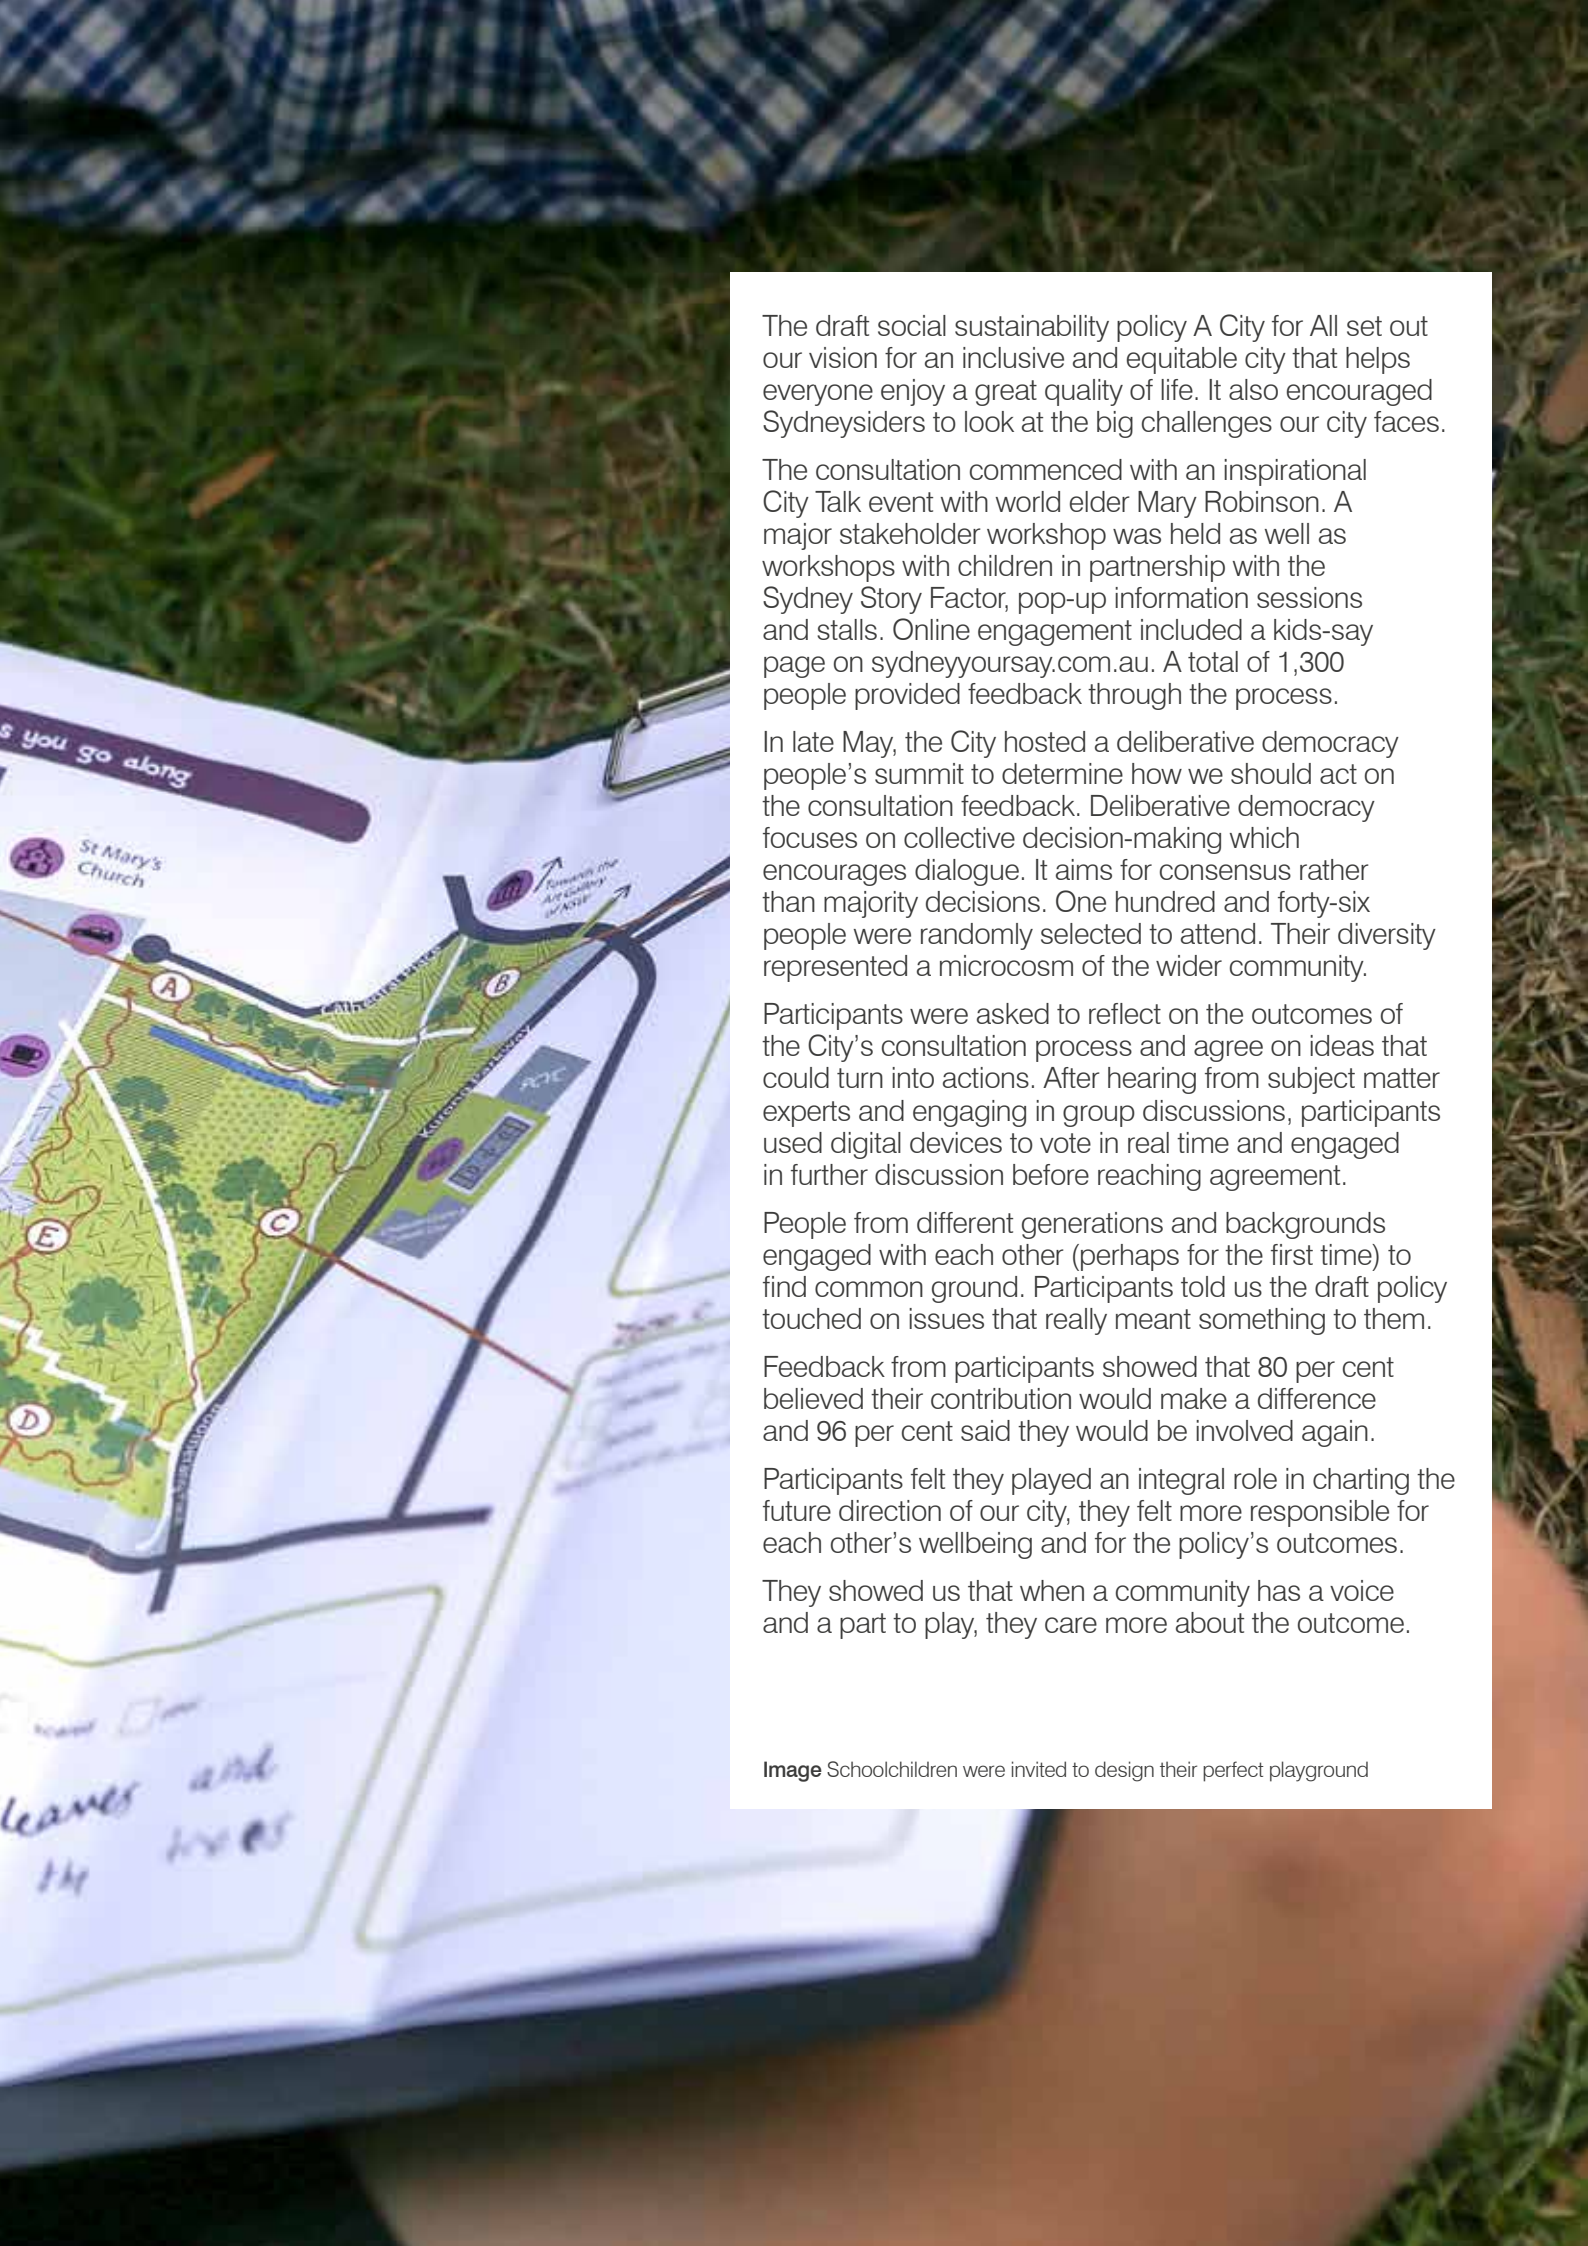 The draft social sustainability policy A City for All set out
our vision for an inclusive and equitable city that helps
everyone enjoy a great quality of life. It also encouraged
Sydneysiders to look at the big challenges our city faces.
The consultation commenced with an inspirational
City Talk event with world elder Mary Robinson. A
major stakeholder workshop was held as well as
workshops with children in partnership with the
Sydney Story Factor, pop-up information sessions
and stalls. Online engagement included a kids-say
page on sydneyyoursay.com.au. A total of 1,300
people provided feedback through the process.
In late May, the City hosted a deliberative democracy
people's summit to determine how we should act on
the consultation feedback. Deliberative democracy
focuses on collective decision-making which
encourages dialogue. It aims for consensus rather
than majority decisions. One hundred and forty-six
people were randomly selected to attend. Their diversity
represented a microcosm of the wider community.
Participants were asked to reflect on the outcomes of
the City's consultation process and agree on ideas that
could turn into actions. After hearing from subject matter
experts and engaging in group discussions, participants
used digital devices to vote in real time and engaged
in further discussion before reaching agreement.
People from different generations and backgrounds
engaged with each other (perhaps for the first time) to
find common ground. Participants told us the draft policy
touched on issues that really meant something to them.
Feedback from participants showed that 80 per cent
believed their contribution would make a difference
and 96 per cent said they would be involved again.
Participants felt they played an integral role in charting the
future direction of our city, they felt more responsible for
each other's wellbeing and for the policy's outcomes.
They showed us that when a community has a voice
and a part to play, they care more about the outcome.
Image Schoolchildren were invited to design their perfect playground
s you go along
St Mary's
Church
Towards the
Art Gallery
of NSW
Cathedral Place
A
B
PCYC
C
E
D
leaves and
the trees